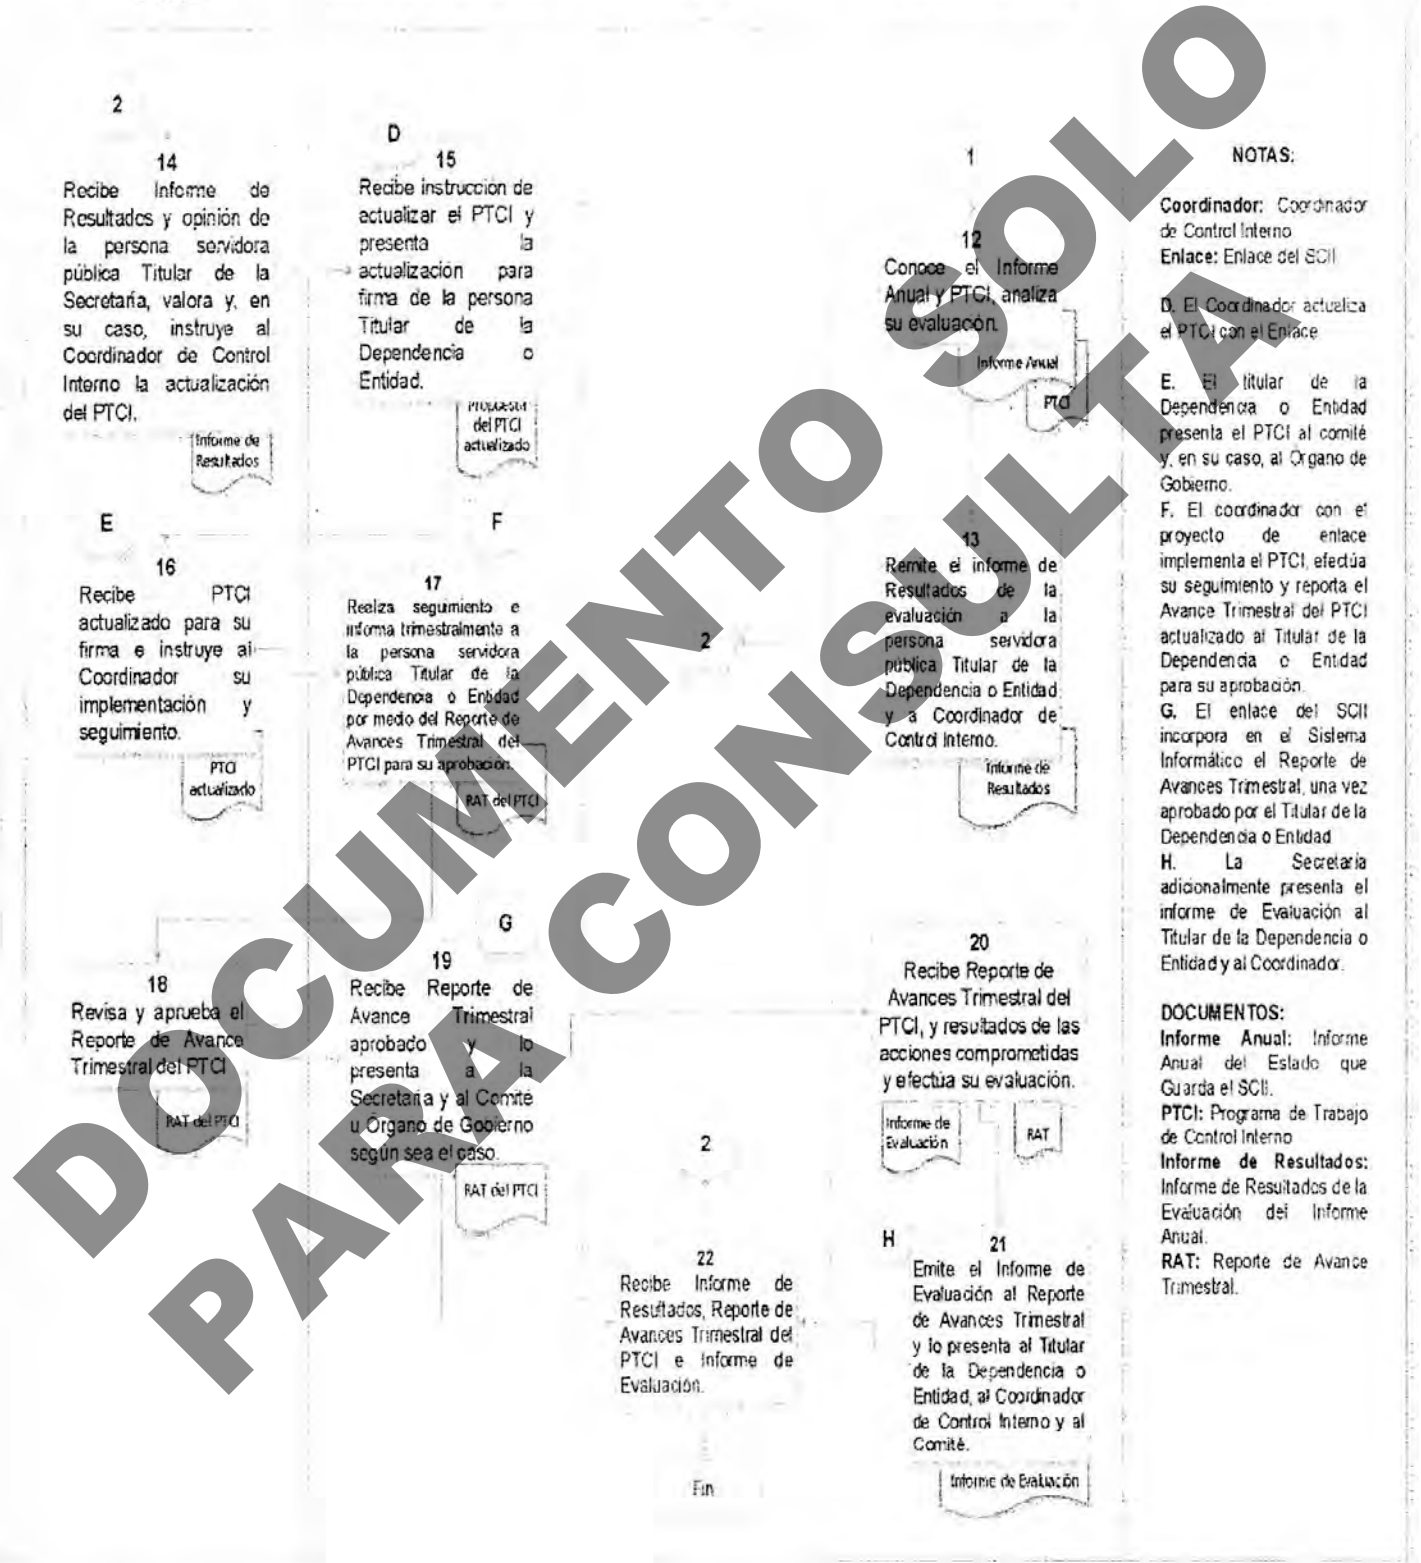 2
14
Recibe Informe de
Resultados y opinión de
la persona servidora
pública Titular de la
Secretaría, valora y, en
su caso, instruye al
Coordinador de Control
Interno la actualización
del PTCI.
Informe de
Resultados
D
15
Recibe instrucción de
actualizar el PTCI y
presenta la
actualización para
firma de la persona
Titular de la
Dependencia o
Entidad.
Propuesta
del PTCI
actualizado
1
12
Conoce el Informe
Anual y PTCI, analiza
su evaluación.
Informe Anual
PTCI
E
16
Recibe PTCI
actualizado para su
firma e instruye al
Coordinador su
implementación y
seguimiento.
PTCI
actualizado
F
17
Realiza seguimiento e
informa trimestralmente a
la persona servidora
pública Titular de la
Dependencia o Entidad
por medio del Reporte de
Avances Trimestral del
PTCI para su aprobación.
RAT del PTCI
2
13
Remite el informe de
Resultados de la
evaluación a la
persona servidora
pública Titular de la
Dependencia o Entidad
y a Coordinador de
Control Interno.
Informe de
Resultados
18
Revisa y aprueba el
Reporte de Avance
Trimestral del PTCI
RAT del PTCI
G
19
Recibe Reporte de
Avance Trimestral
aprobado y lo
presenta a la
Secretaría y al Comité
u Órgano de Gobierno
según sea el caso.
RAT del PTCI
20
Recibe Reporte de
Avances Trimestral del
PTCI, y resultados de las
acciones comprometidas
y efectúa su evaluación.
Informe de
Evaluación
RAT
2
22
Recibe Informe de
Resultados, Reporte de
Avances Trimestral del
PTCI e Informe de
Evaluación.
Fin
H
21
Emite el Informe de
Evaluación al Reporte
de Avances Trimestral
y lo presenta al Titular
de la Dependencia o
Entidad, al Coordinador
de Control Interno y al
Comité.
Informe de Evaluación
NOTAS:
Coordinador: Coordinador
de Control Interno
Enlace: Enlace del SCII
D. El Coordinador actualiza
el PTCI con el Enlace
E. El titular de la
Dependencia o Entidad
presenta el PTCI al comité
y, en su caso, al Órgano de
Gobierno.
F. El coordinador con el
proyecto de enlace
implementa el PTCI, efectúa
su seguimiento y reporta el
Avance Trimestral del PTCI
actualizado al Titular de la
Dependencia o Entidad
para su aprobación.
G. El enlace del SCII
incorpora en el Sistema
Informático el Reporte de
Avances Trimestral, una vez
aprobado por el Titular de la
Dependencia o Entidad
H. La Secretaría
adicionalmente presenta el
informe de Evaluación al
Titular de la Dependencia o
Entidad y al Coordinador.
DOCUMENTOS:
Informe Anual: Informe
Anual del Estado que
Guarda el SCII.
PTCI: Programa de Trabajo
de Control Interno
Informe de Resultados:
Informe de Resultados de la
Evaluación del Informe
Anual.
RAT: Reporte de Avance
Trimestral.
DOCUMENTO SOLO
PARA CONSULTA